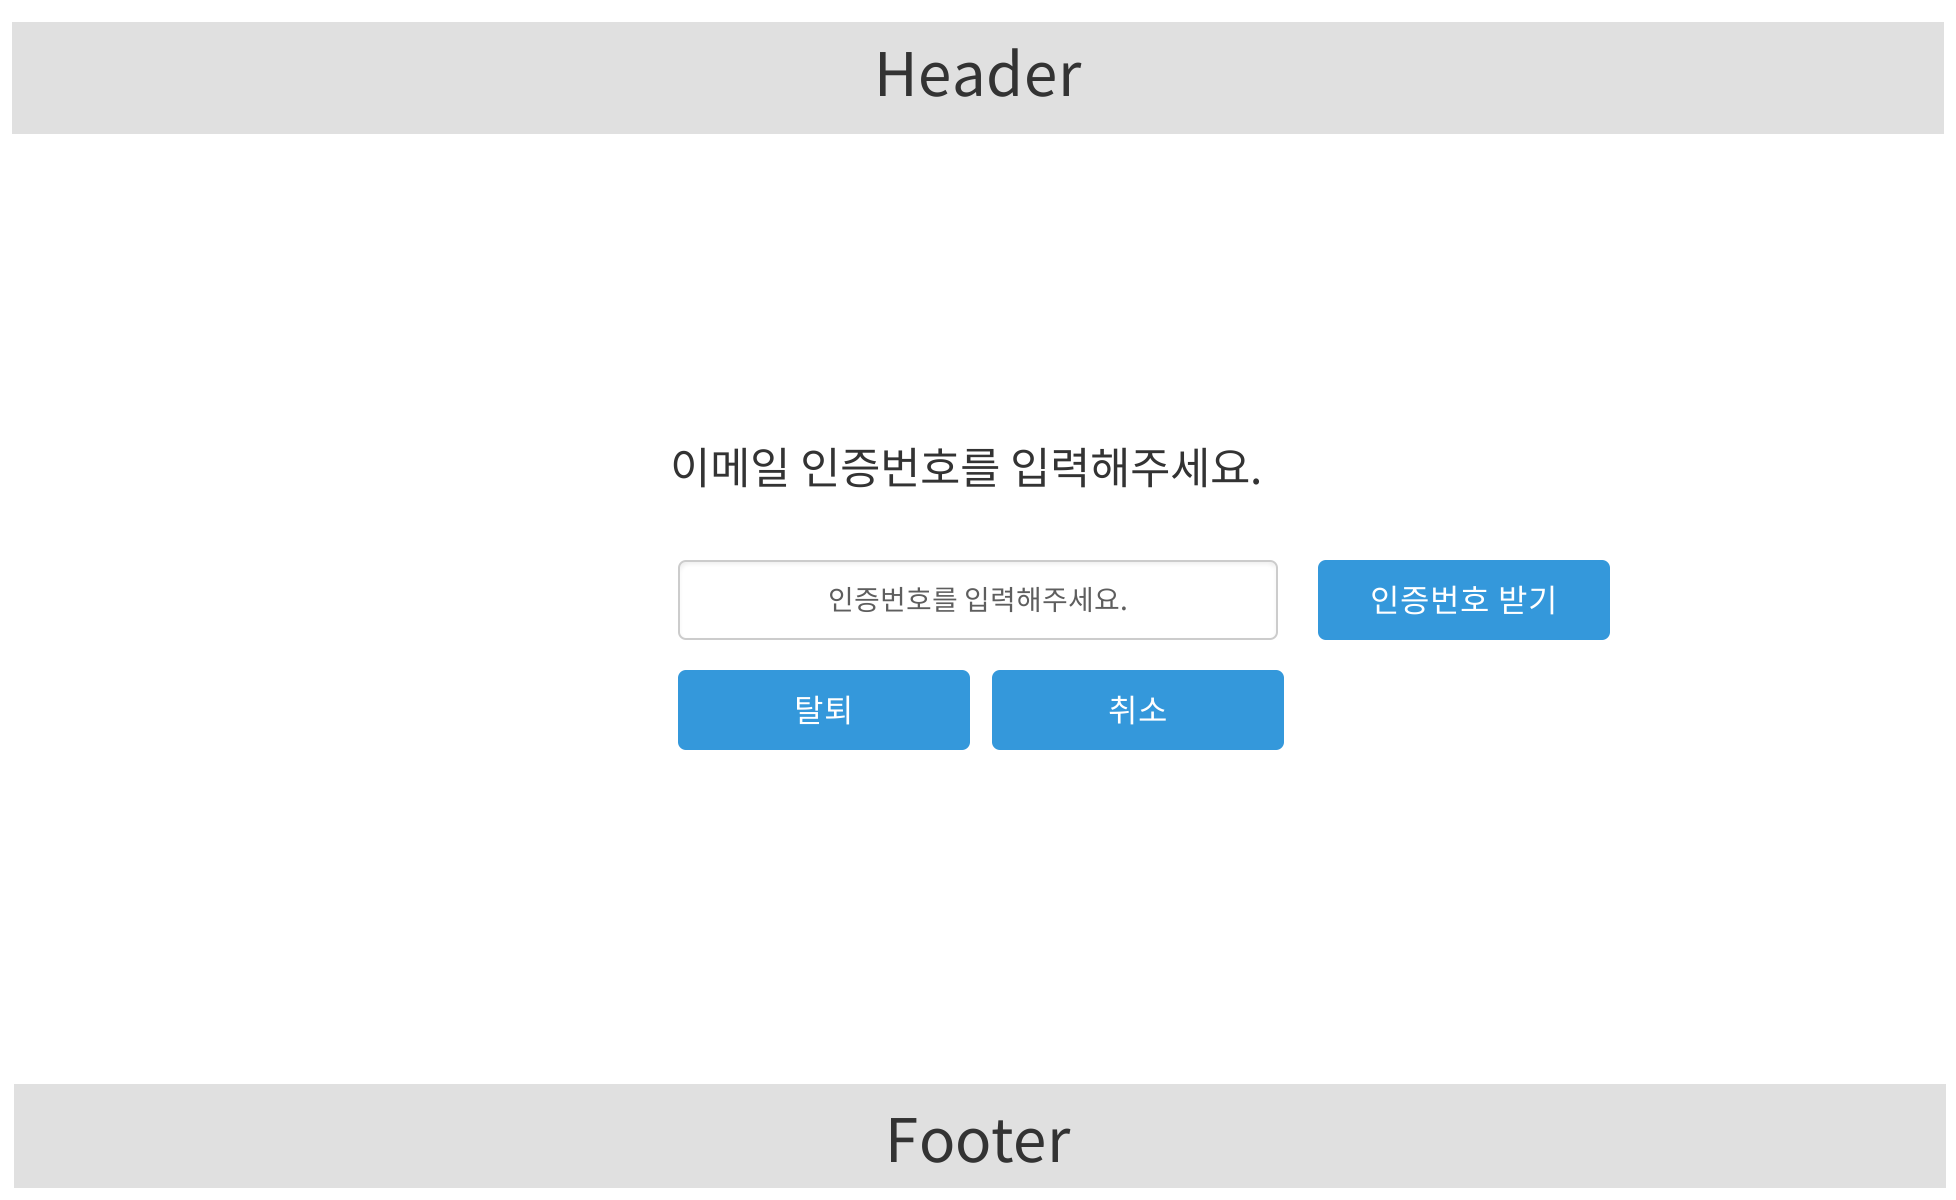 Header
이메일 인증번호를 입력해주세요.
인증번호를 입력해주세요.
인증번호 받기
탈퇴
취소
Footer